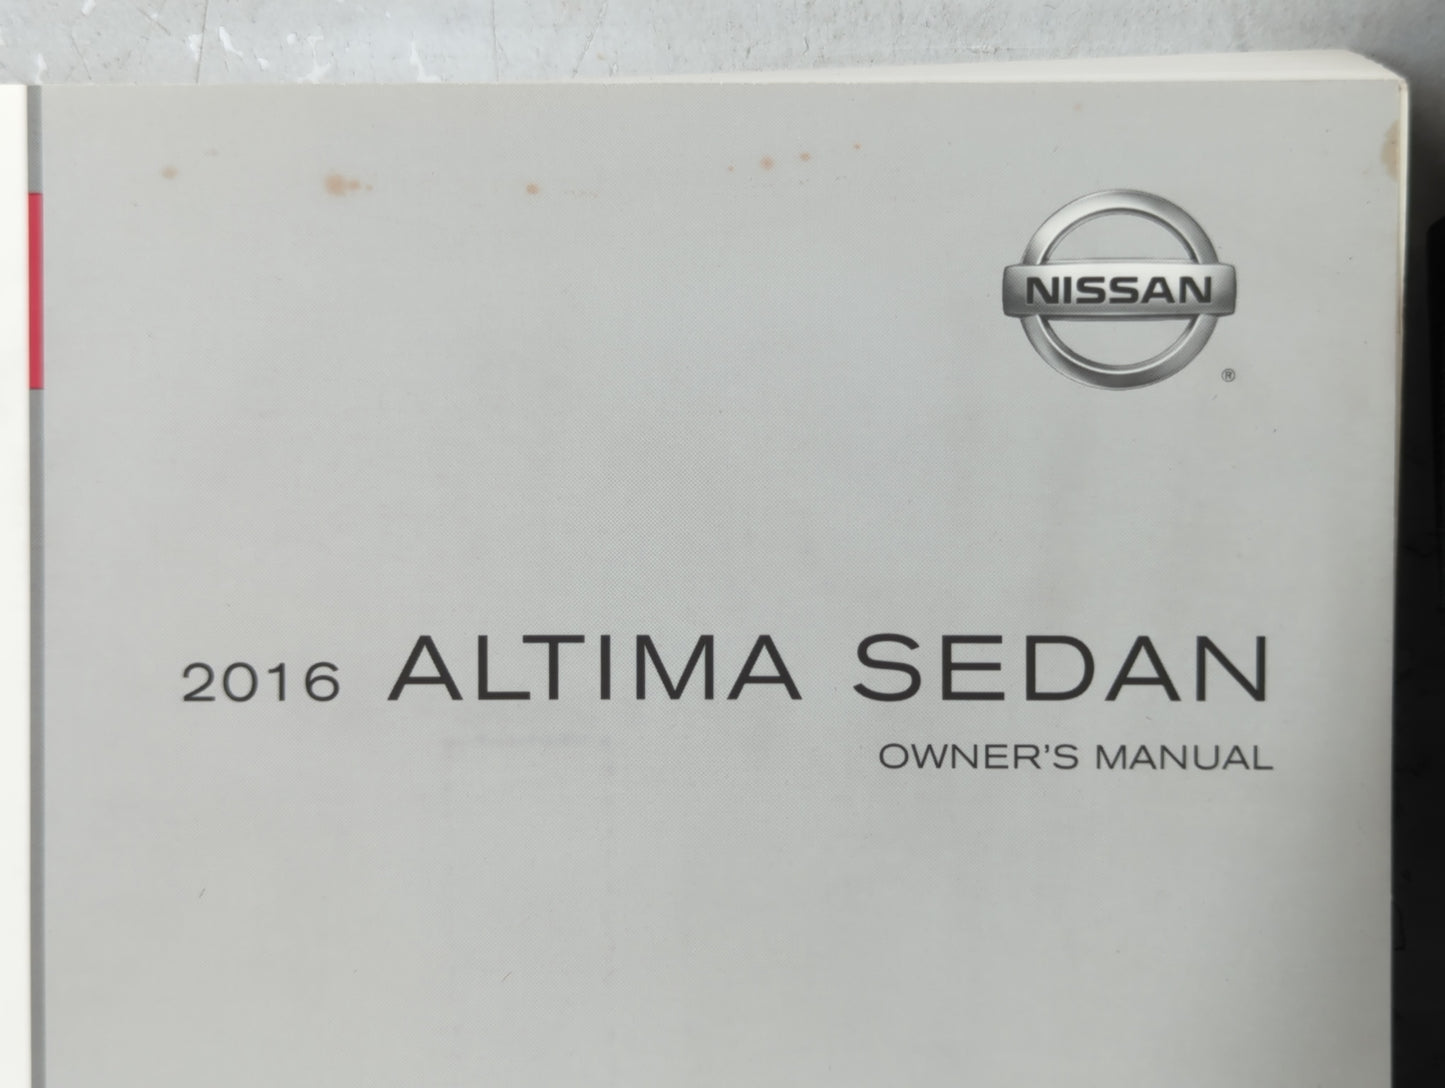 NISSAN
®
2016 ALTIMA SEDAN
OWNER'S MANUAL